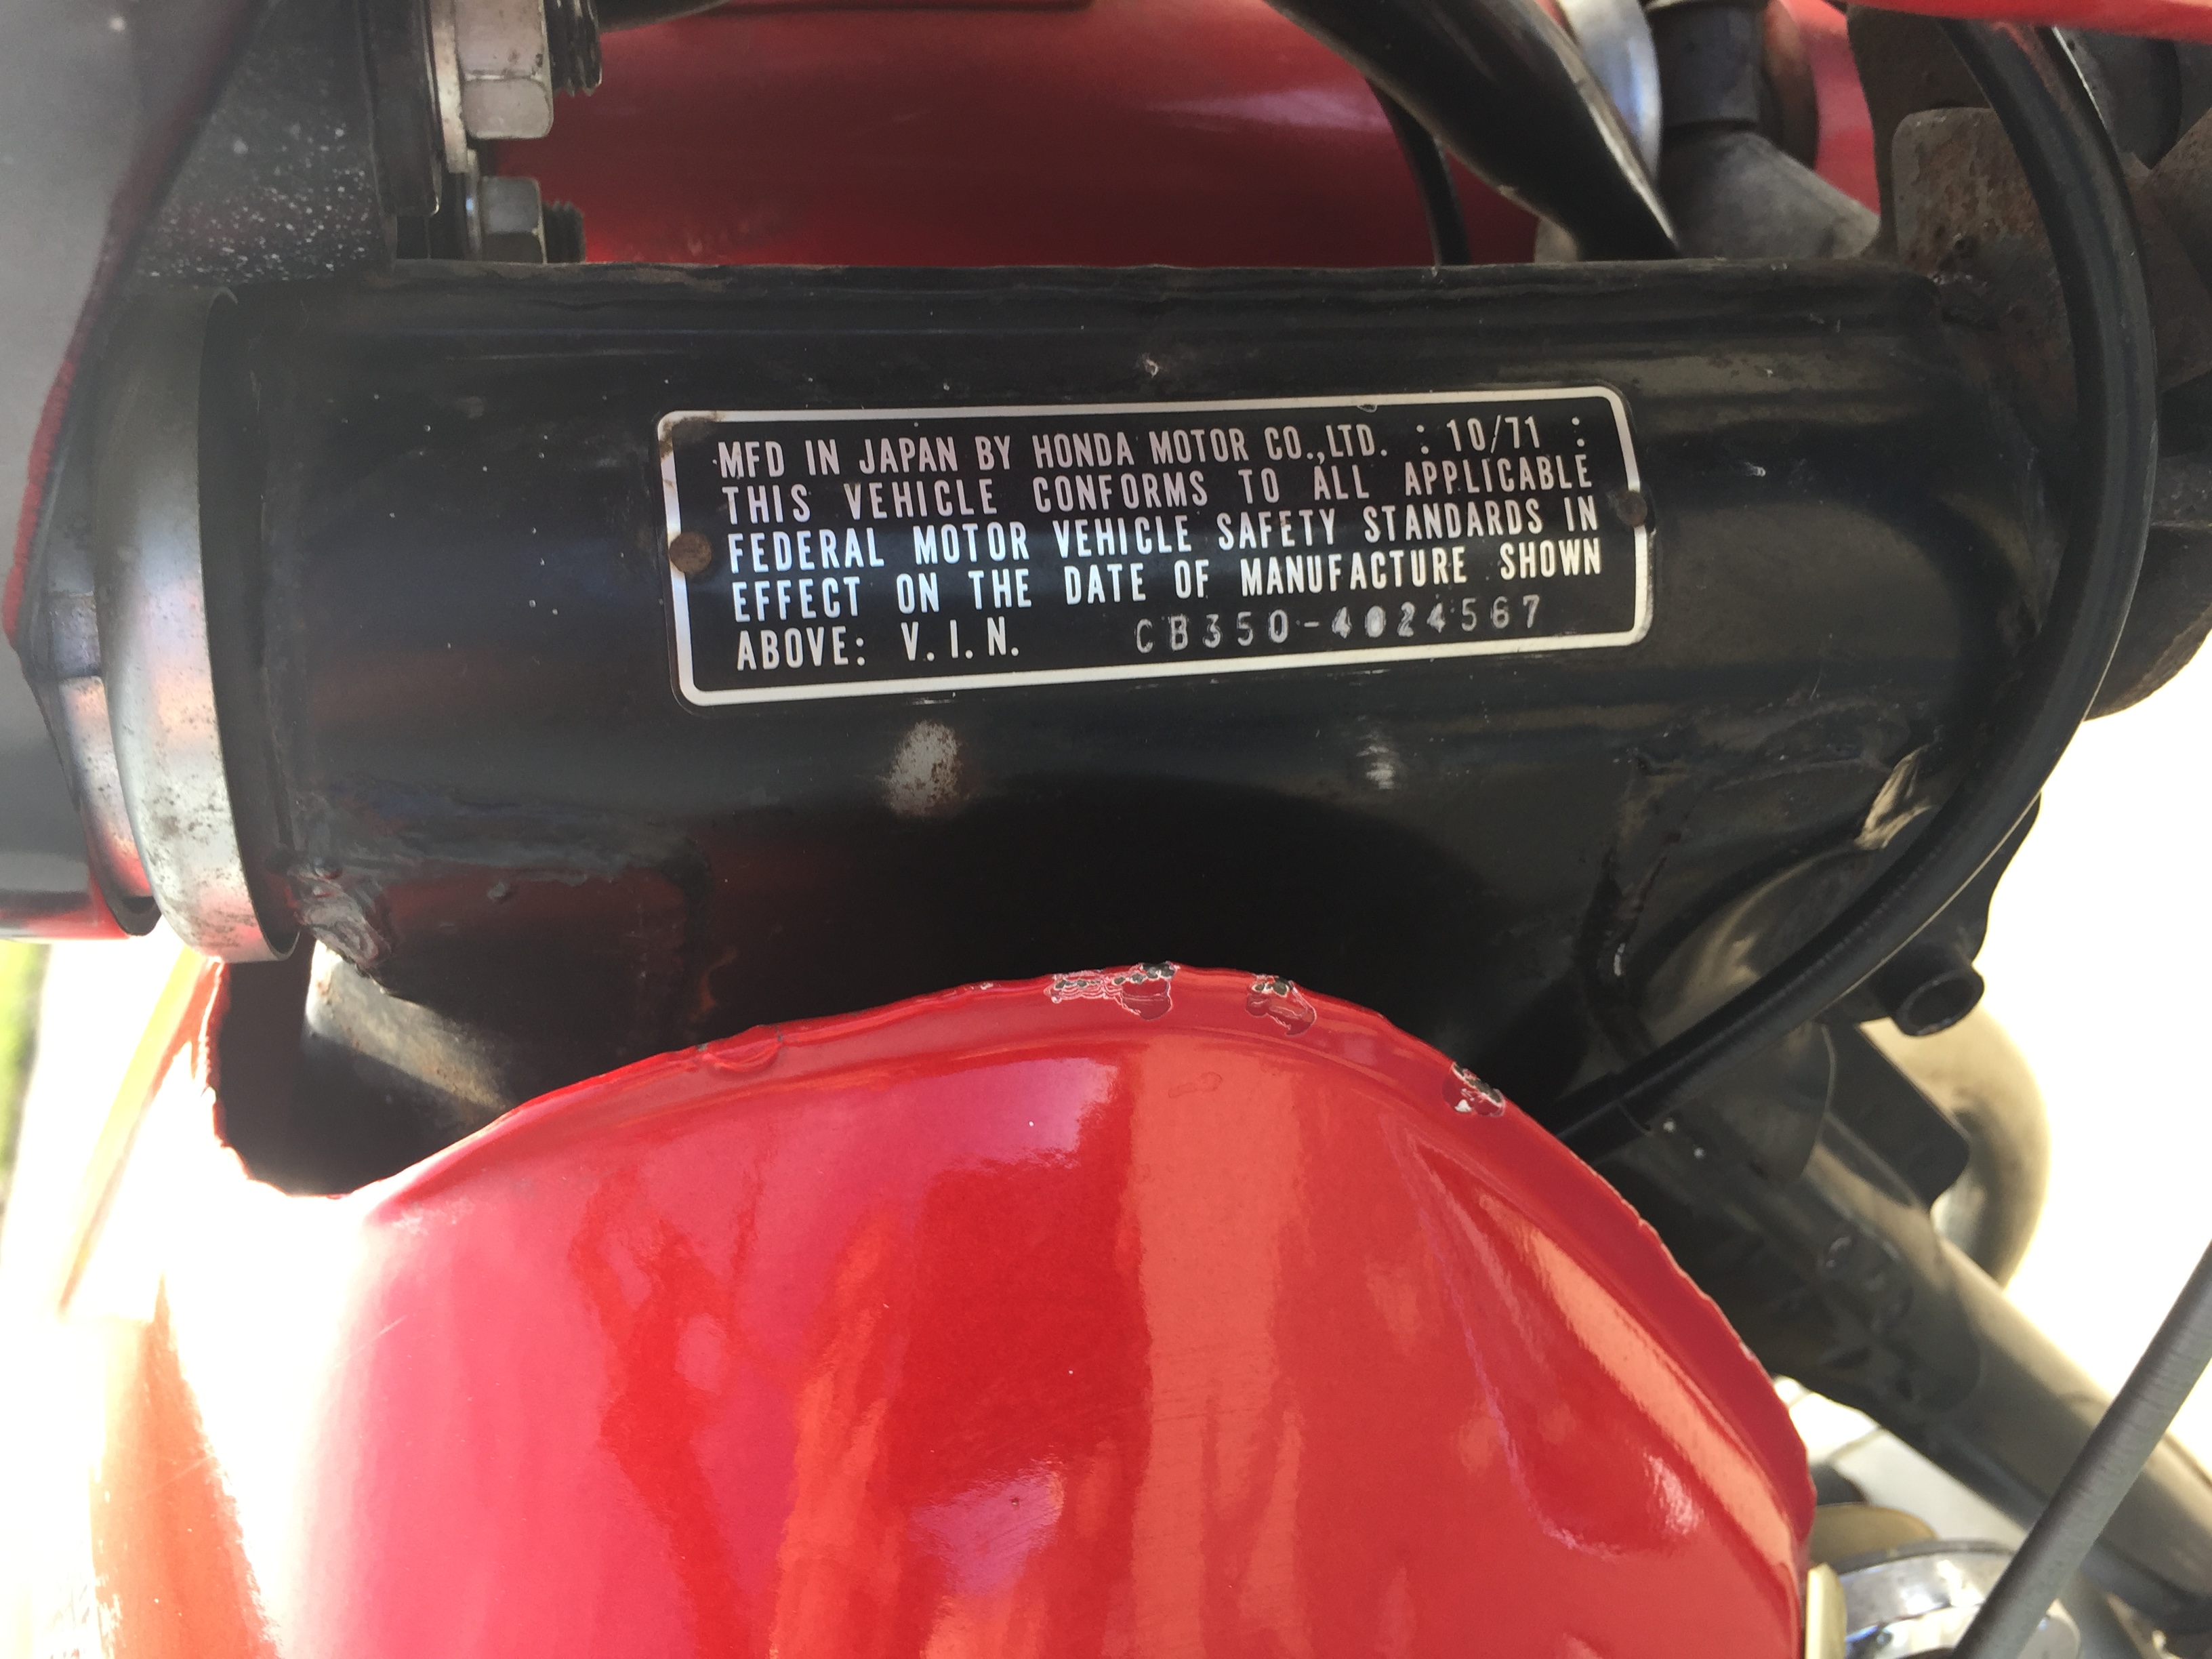 MFD IN JAPAN BY HONDA MOTOR CO.,LTD. : 10/71 :
THIS VEHICLE CONFORMS TO ALL APPLICABLE
FEDERAL MOTOR VEHICLE SAFETY STANDARDS IN
EFFECT ON THE DATE OF MANUFACTURE SHOWN
ABOVE: V.I.N. CB350-4024567